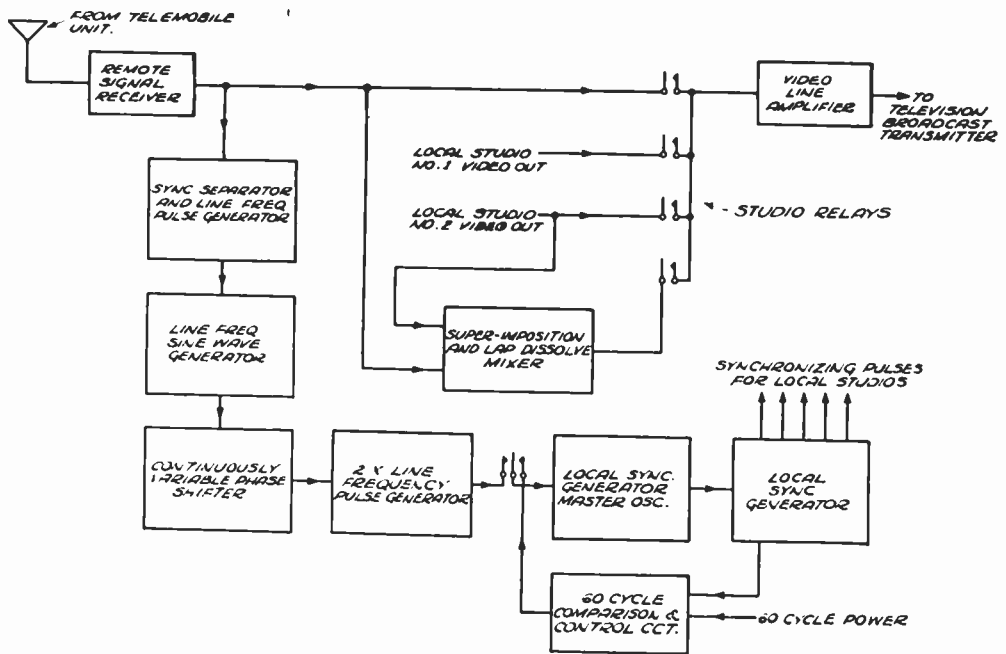 FROM TELEMOBILE
UNIT.
REMOTE
SIGNAL
RECEIVER
VIDEO
LINE
AMPLIFIER
TO
TELEVISION
BROADCAST
TRANSMITTER
LOCAL STUDIO
NO.1 VIDEO OUT
SYNC SEPARATOR
AND LINE FREQ
PULSE GENERATOR
LOCAL STUDIO
NO.2 VIDEO OUT
- STUDIO RELAYS
LINE FREQ
SINE WAVE
GENERATOR
SUPER-IMPOSITION
AND LAP DISSOLVE
MIXER
SYNCHRONIZING PULSES
FOR LOCAL STUDIOS
CONTINUOUSLY
VARIABLE PHASE
SHIFTER
2 X LINE
FREQUENCY
PULSE GENERATOR
LOCAL SYNC.
GENERATOR
MASTER OSC.
LOCAL
SYNC
GENERATOR
60 CYCLE
COMPARISON &
CONTROL CCT.
60 CYCLE POWER